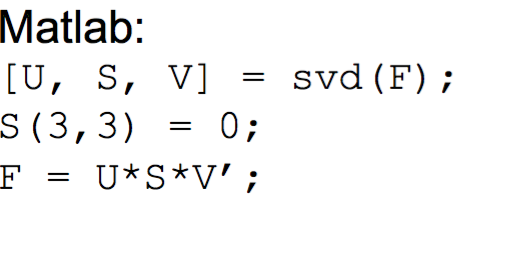 Matlab:
[U, S, V] = svd(F);
S(3,3) = 0;
F = U*S*V’;